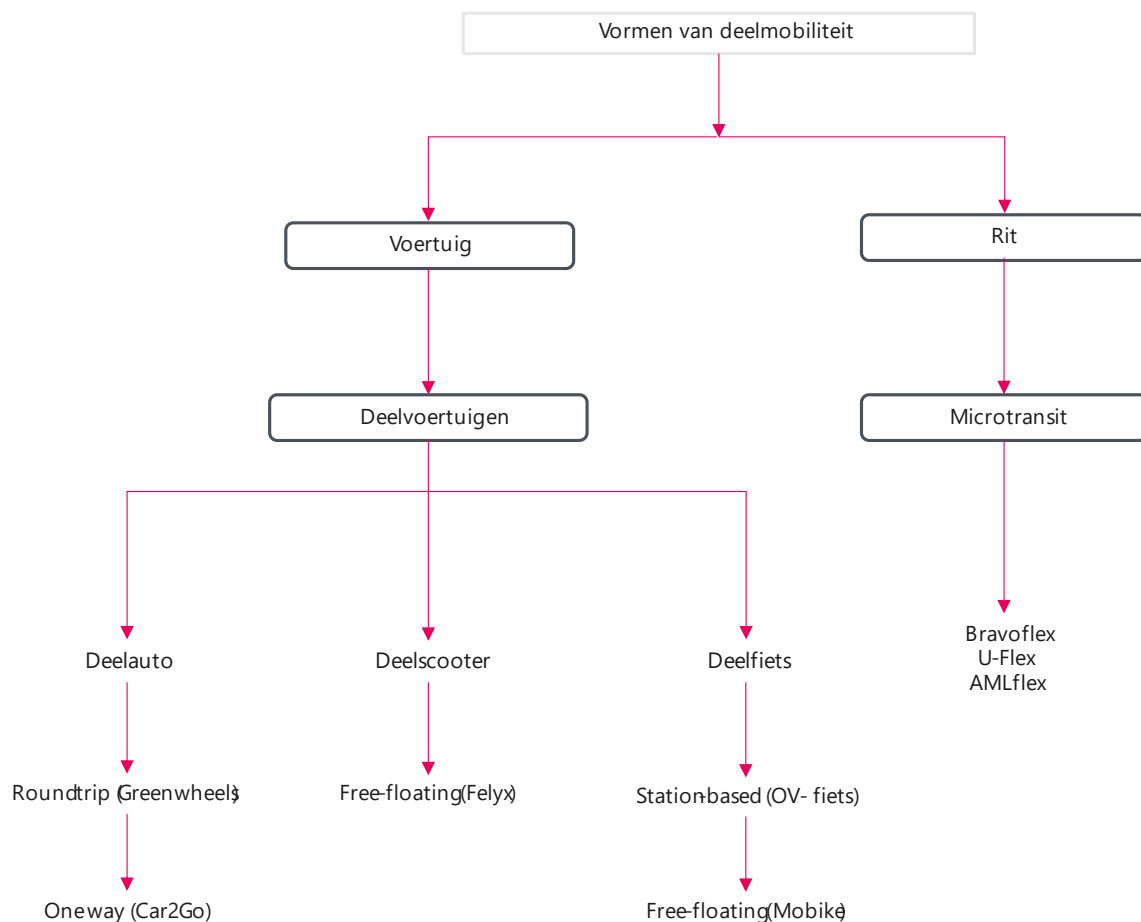 Vormen van deelmobiliteit
Voertuig
Rit
Deelvoertuigen
Microtransit
Bravoflex
U-Flex
AMLflex
Deelauto
Deelscooter
Deelfiets
Roundtrip (Greenwheels)
Free-floating (Felyx)
Station-based (OV- fiets)
Oneway (Car2Go)
Free-floating (Mobike)